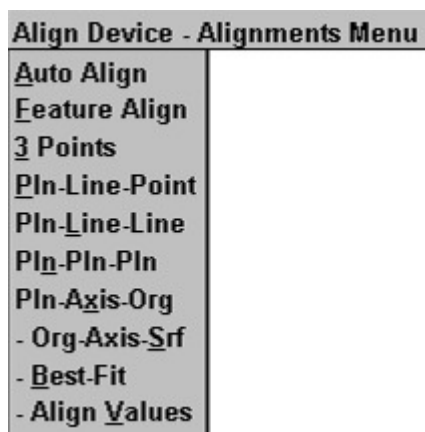 Align Device - Alignments Menu
Auto Align
Feature Align
3 Points
Pln-Line-Point
Pln-Line-Line
Pln-Pln-Pln
Pln-Axis-Org
- Org-Axis-Srf
- Best-Fit
- Align Values